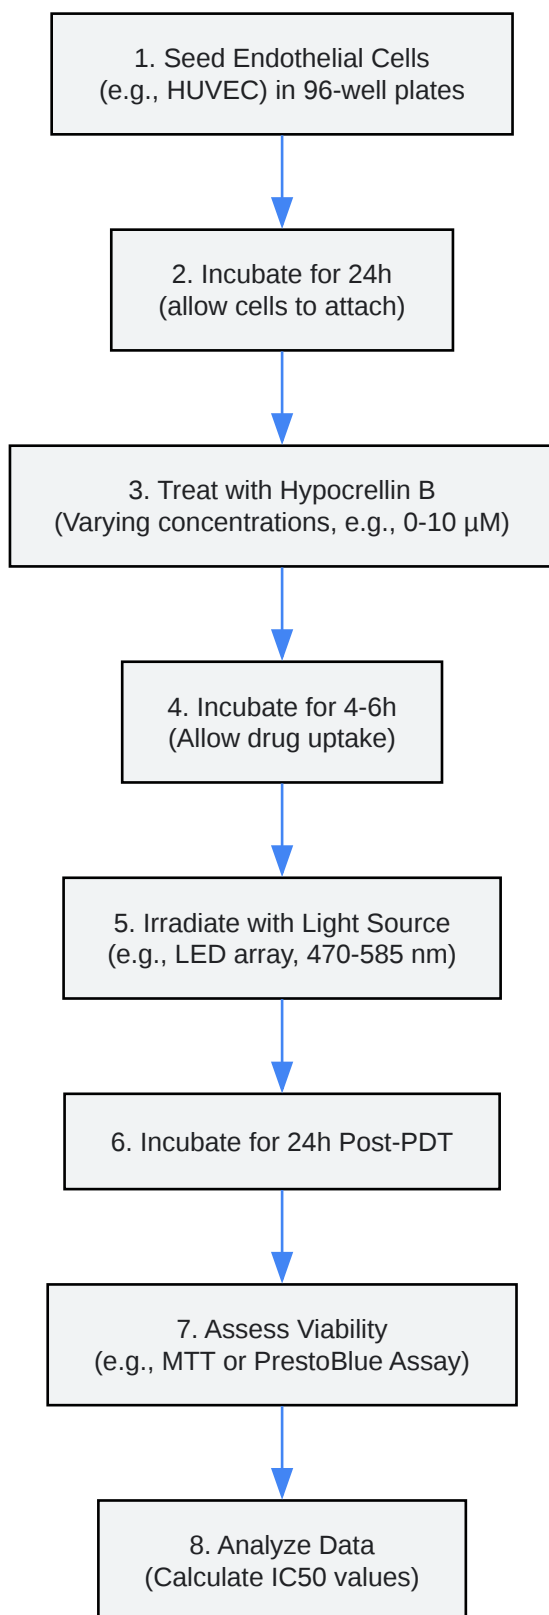 1. Seed Endothelial Cells
(e.g., HUVEC) in 96-well plates
2. Incubate for 24h
(allow cells to attach)
3. Treat with Hypocrellin B
(Varying concentrations, e.g., 0-10 µM)
4. Incubate for 4-6h
(Allow drug uptake)
5. Irradiate with Light Source
(e.g., LED array, 470-585 nm)
6. Incubate for 24h Post-PDT
7. Assess Viability
(e.g., MTT or PrestoBlue Assay)
8. Analyze Data
(Calculate IC50 values)